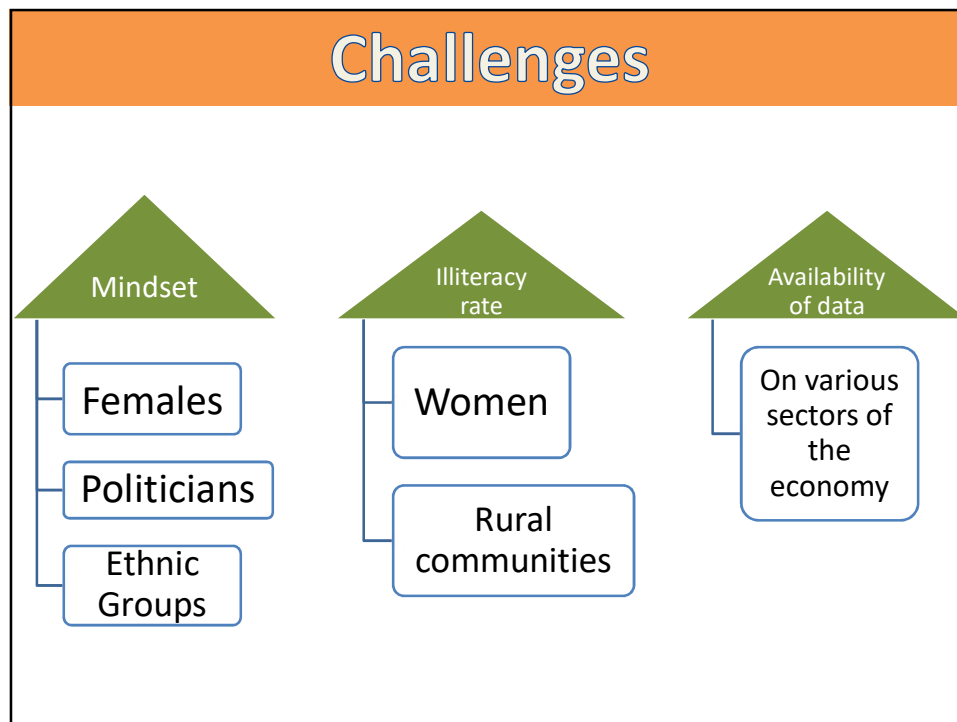 Challenges
Mindset
Females
Politicians
Ethnic
Groups
Illiteracy
rate
Women
Rural
communities
Availability
of data
On various
sectors of
the
economy